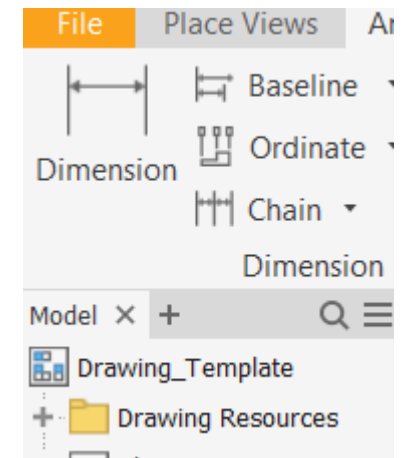 File Place Views
Baseline
Dimension Ordinate
Chain
Dimension
Model
Drawing_Template
Drawing Resources